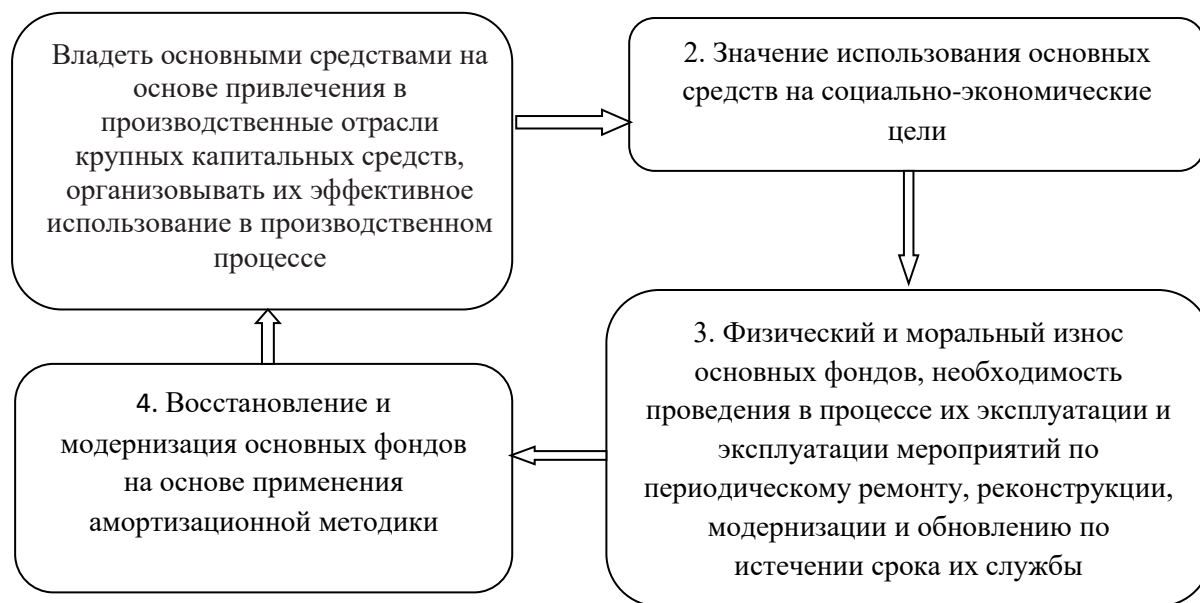 Владеть основными средствами на
основе привлечения в
производственные отрасли
крупных капитальных средств,
организовывать их эффективное
использование в производственном
процессе
2. Значение использования основных
средств на социально-экономические
цели
3. Физический и моральный износ
основных фондов, необходимость
проведения в процессе их эксплуатации и
эксплуатации мероприятий по
периодическому ремонту, реконструкции,
модернизации и обновлению по
истечении срока их службы
4. Восстановление и
модернизация основных фондов
на основе применения
амортизационной методики